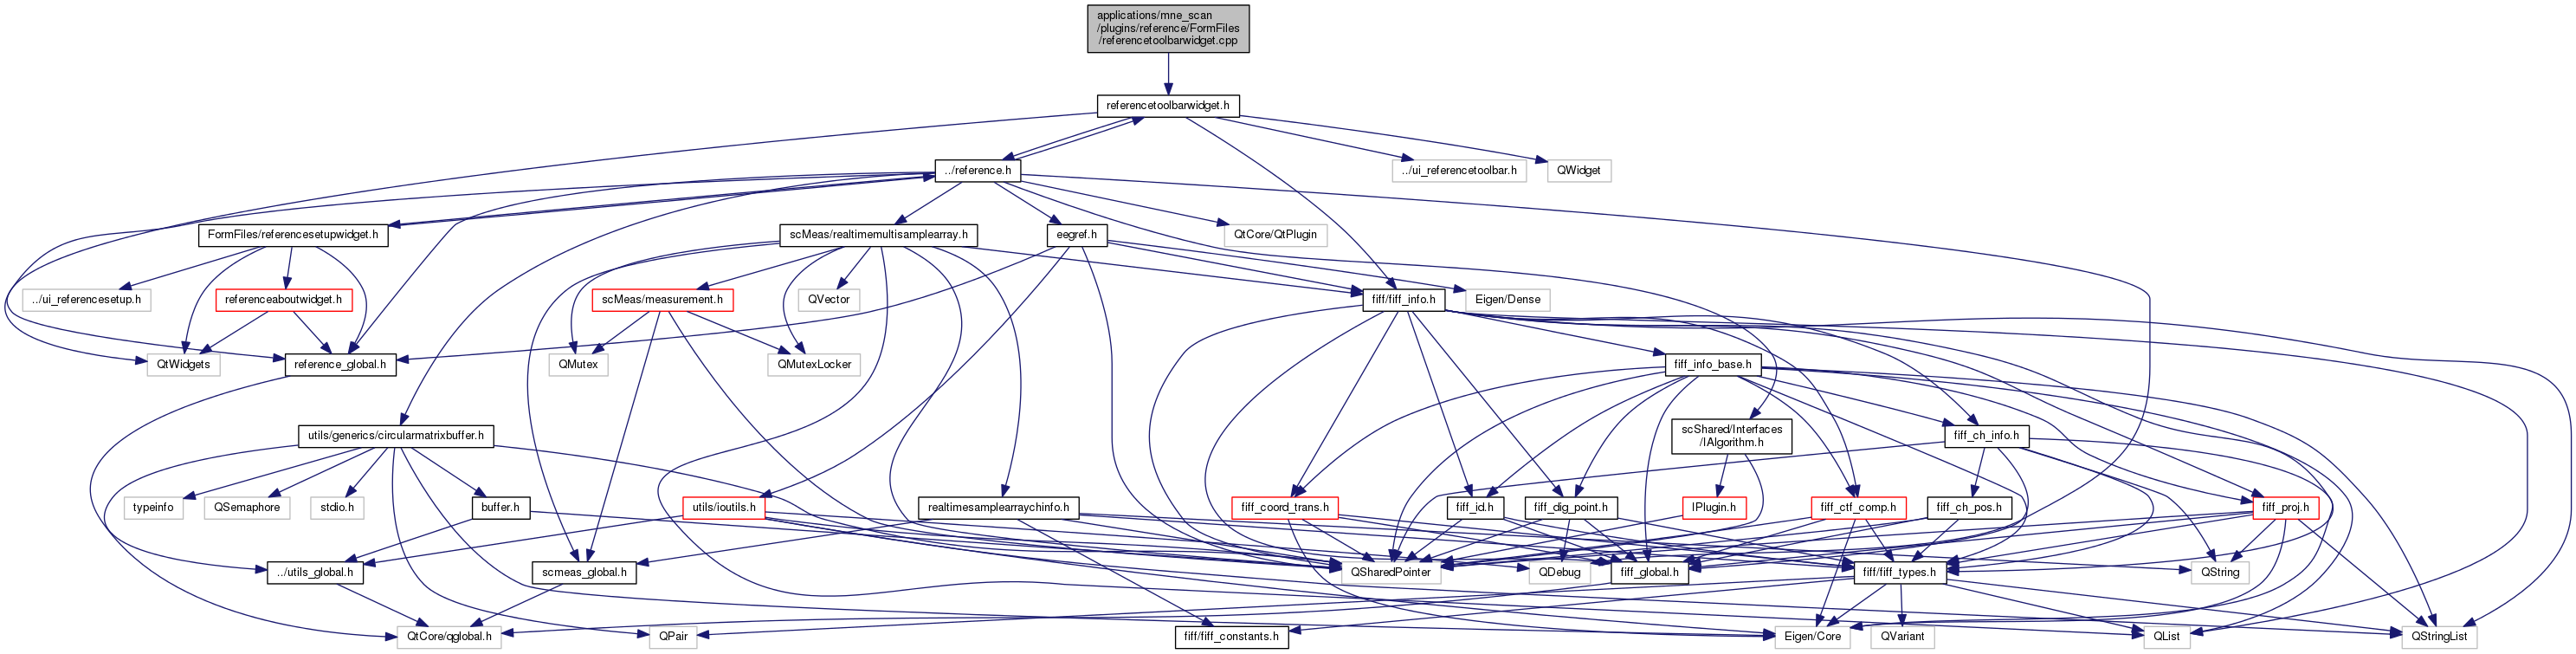 applications/mne_scan
/plugins/reference/FormFiles
/referencetoolbarwidget.cpp
referencetoolbarwidget.h
../reference.h
../ui_referencetoolbar.h
QWidget
FormFiles/referencesetupwidget.h
scMeas/realtimemultisamplearray.h
eegref.h
QtCore/QtPlugin
../ui_referencesetup.h
referenceaboutwidget.h
scMeas/measurement.h
QVector
fiff/fiff_info.h
Eigen/Dense
QtWidgets
reference_global.h
QMutex
QMutexLocker
fiff_info_base.h
utils/generics/circularmatrixbuffer.h
scShared/Interfaces
/IAlgorithm.h
fiff_ch_info.h
typeinfo
QSemaphore
stdio.h
buffer.h
utils/ioutils.h
realtimesamplearraychinfo.h
fiff_coord_trans.h
fiff_id.h
fiff_dig_point.h
IPlugin.h
fiff_ctf_comp.h
fiff_ch_pos.h
fiff_proj.h
../utils_global.h
scmeas_global.h
QSharedPointer
QDebug
fiff_global.h
fiff/fiff_types.h
QString
QtCore/qglobal.h
QPair
fiff/fiff_constants.h
Eigen/Core
QVariant
QList
QStringList